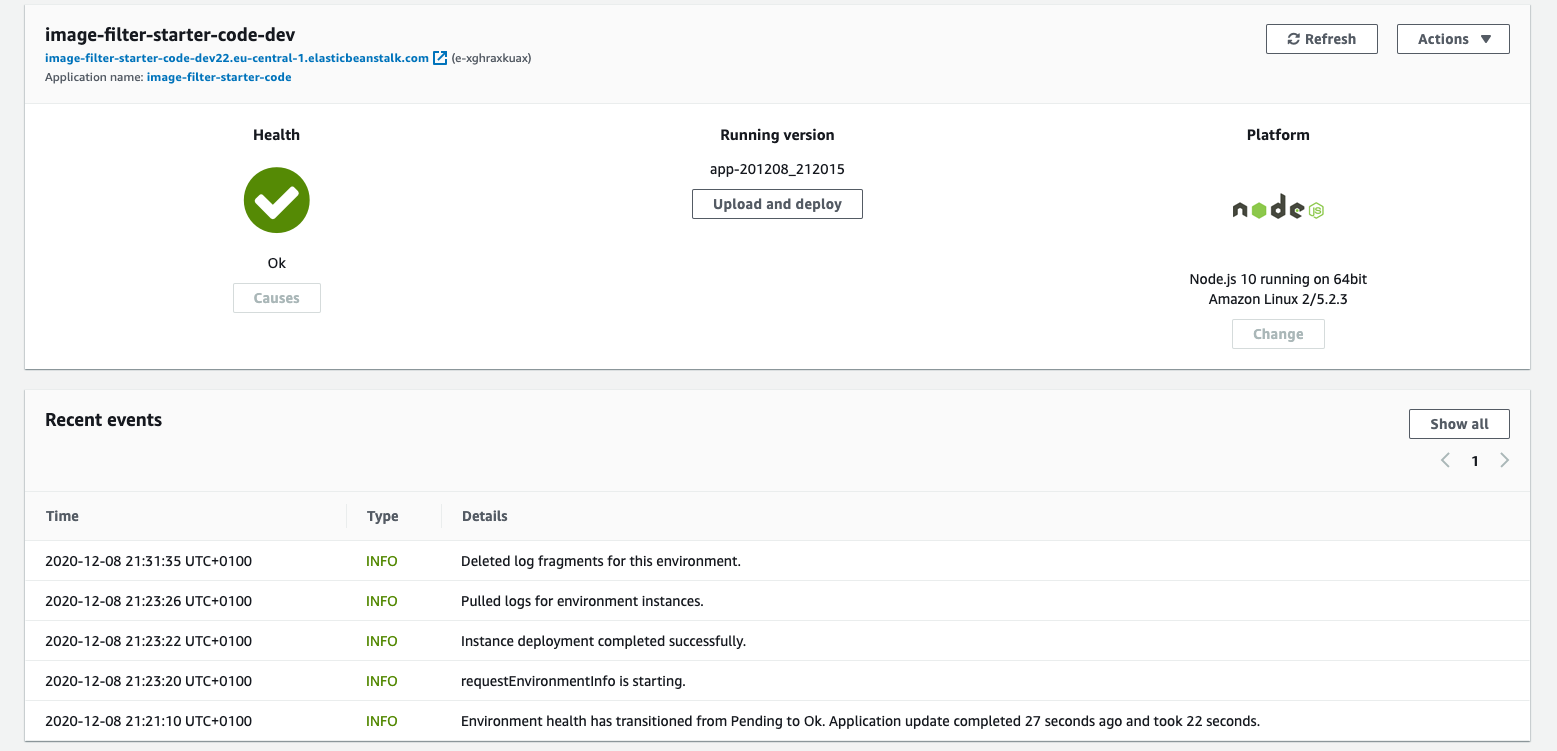 image-filter-starter-code-dev
image-filter-starter-code-dev22.eu-central-1.elasticbeanstalk.com (e-xghraxkuax)
Application name: image-filter-starter-code
Refresh
Actions
Health
Ok
Causes
Running version
app-201208_212015
Upload and deploy
Platform
node JS
Node.js 10 running on 64bit
Amazon Linux 2/5.2.3
Change
Recent events
Show all
1
Time Type Details
2020-12-08 21:31:35 UTC+0100 INFO Deleted log fragments for this environment.
2020-12-08 21:23:26 UTC+0100 INFO Pulled logs for environment instances.
2020-12-08 21:23:22 UTC+0100 INFO Instance deployment completed successfully.
2020-12-08 21:23:20 UTC+0100 INFO requestEnvironmentInfo is starting.
2020-12-08 21:21:10 UTC+0100 INFO Environment health has transitioned from Pending to Ok. Application update completed 27 seconds ago and took 22 seconds.